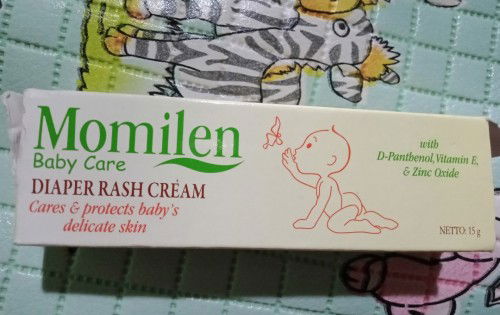 Momilen
Baby Care
DIAPER RASH CREAM
Cares & protects baby's
delicate skin
with
D-Panthenol, Vitamin E,
& Zinc Oxide
NETTO: 15 g